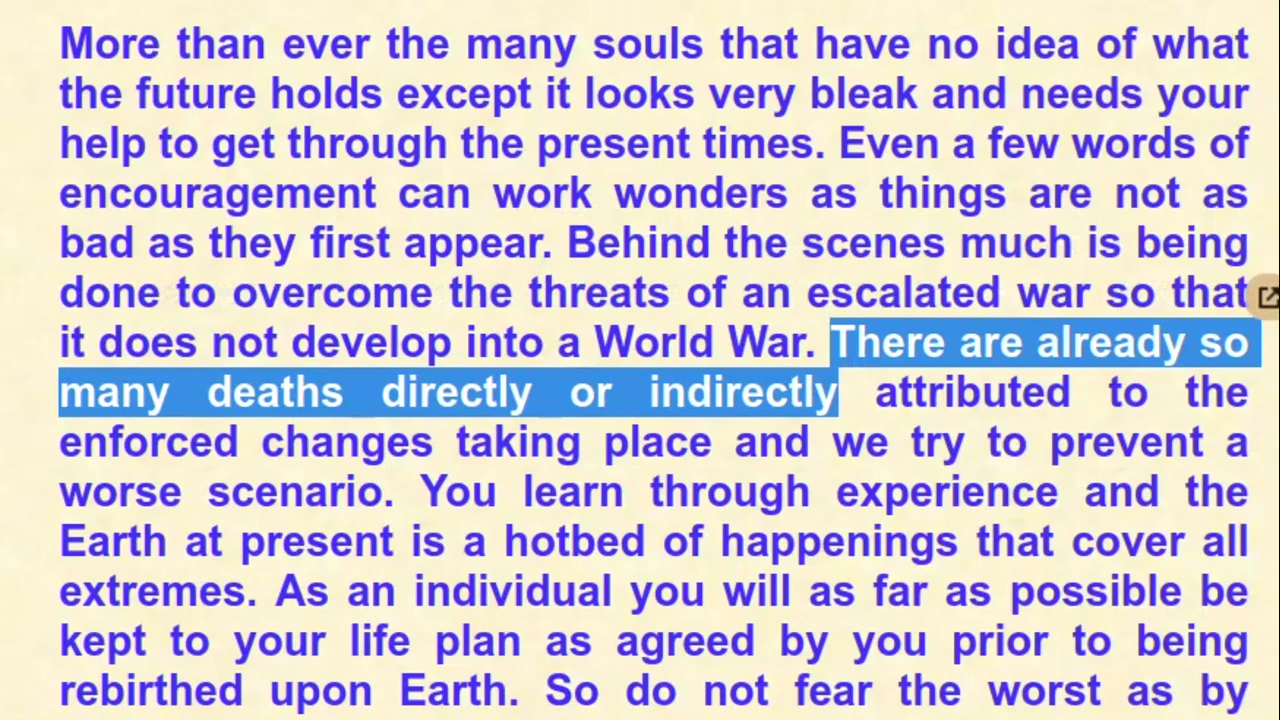 More than ever the many souls that have no idea of what
the future holds except it looks very bleak and needs your
help to get through the present times. Even a few words of
encouragement can work wonders as things are not as
bad as they first appear. Behind the scenes much is being
done to overcome the threats of an escalated war so that
it does not develop into a World War. There are already so
many deaths directly or indirectly attributed to the
enforced changes taking place and we try to prevent a
worse scenario. You learn through experience and the
Earth at present is a hotbed of happenings that cover all
extremes. As an individual you will as far as possible be
kept to your life plan as agreed by you prior to being
rebirthed upon Earth. So do not fear the worst as by